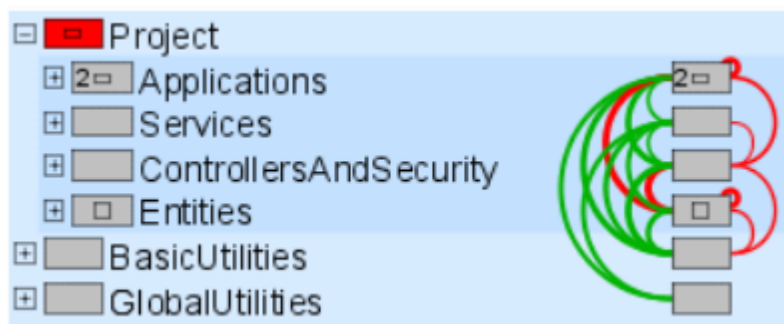 Project
2 Applications 2
Services
ControllersAndSecurity
Entities
BasicUtilities
GlobalUtilities